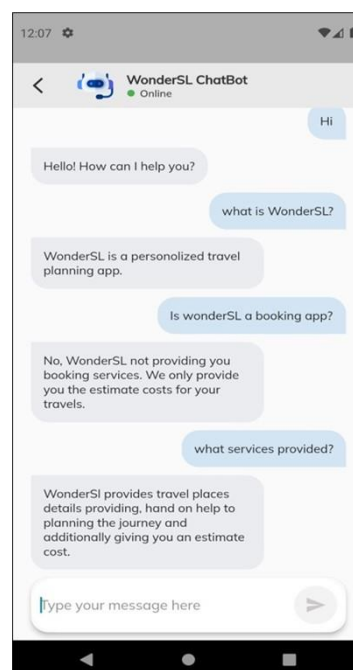 12:07
WonderSL ChatBot
Online
Hi
Hello! How can I help you?
what is WonderSL?
WonderSL is a personolized travel
planning app.
Is wonderSL a booking app?
No, WonderSL not providing you
booking services. We only provide
you the estimate costs for your
travels.
what services provided?
WonderSl provides travel places
details providing, hand on help to
planning the journey and
additionally giving you an estimate
cost.
Type your message here